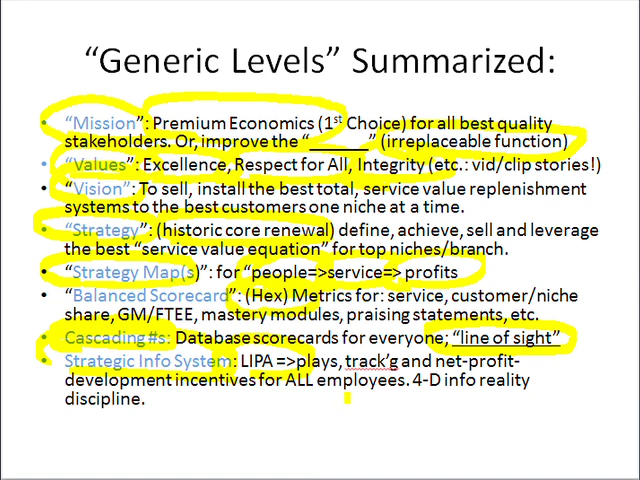 “Generic Levels” Summarized:
• “Mission”: Premium Economics (1st Choice) for all best quality
stakeholders. Or, improve the “______” (irreplaceable function)
• “Values”: Excellence, Respect for All, Integrity (etc.: vid/clip stories!)
• “Vision”: To sell, install the best total, service value replenishment
systems to the best customers one niche at a time.
• “Strategy”: (historic core renewal) define, achieve, sell and leverage
the best “service value equation” for top niches/branch.
• “Strategy Map(s)”: for “people=>service=> profits
• “Balanced Scorecard”: (Hex) Metrics for: service, customer/niche
share, GM/FTEE, mastery modules, praising statements, etc.
• Cascading #s: Database scorecards for everyone; “line of sight”
• Strategic Info System: LIPA =>plays, track’g and net-profit-
development incentives for ALL employees. 4-D info reality
discipline.